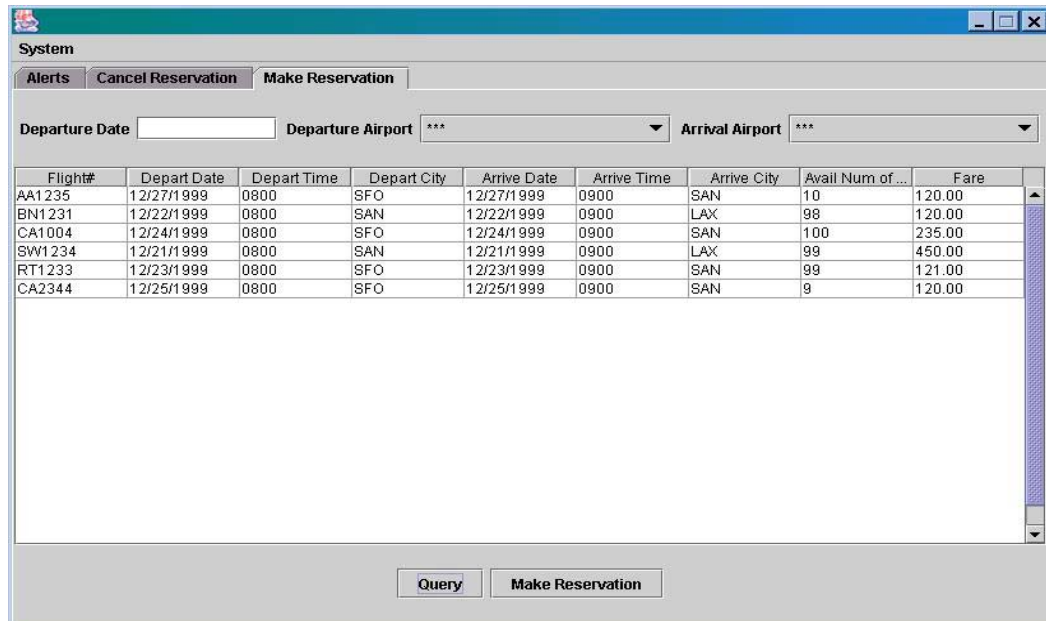 System
Alerts Cancel Reservation Make Reservation
Departure Date Departure Airport *** Arrival Airport ***
Flight# Depart Date Depart Time Depart City Arrive Date Arrive Time Arrive City Avail Num of ... Fare
AA1235 12/27/1999 0800 SFO 12/27/1999 0900 SAN 10 120.00
BN1231 12/22/1999 0800 SAN 12/22/1999 0900 LAX 98 120.00
CA1004 12/24/1999 0800 SFO 12/24/1999 0900 SAN 100 235.00
SW1234 12/21/1999 0800 SAN 12/21/1999 0900 LAX 99 450.00
RT1233 12/23/1999 0800 SFO 12/23/1999 0900 SAN 99 121.00
CA2344 12/25/1999 0800 SFO 12/25/1999 0900 SAN 9 120.00
Query Make Reservation